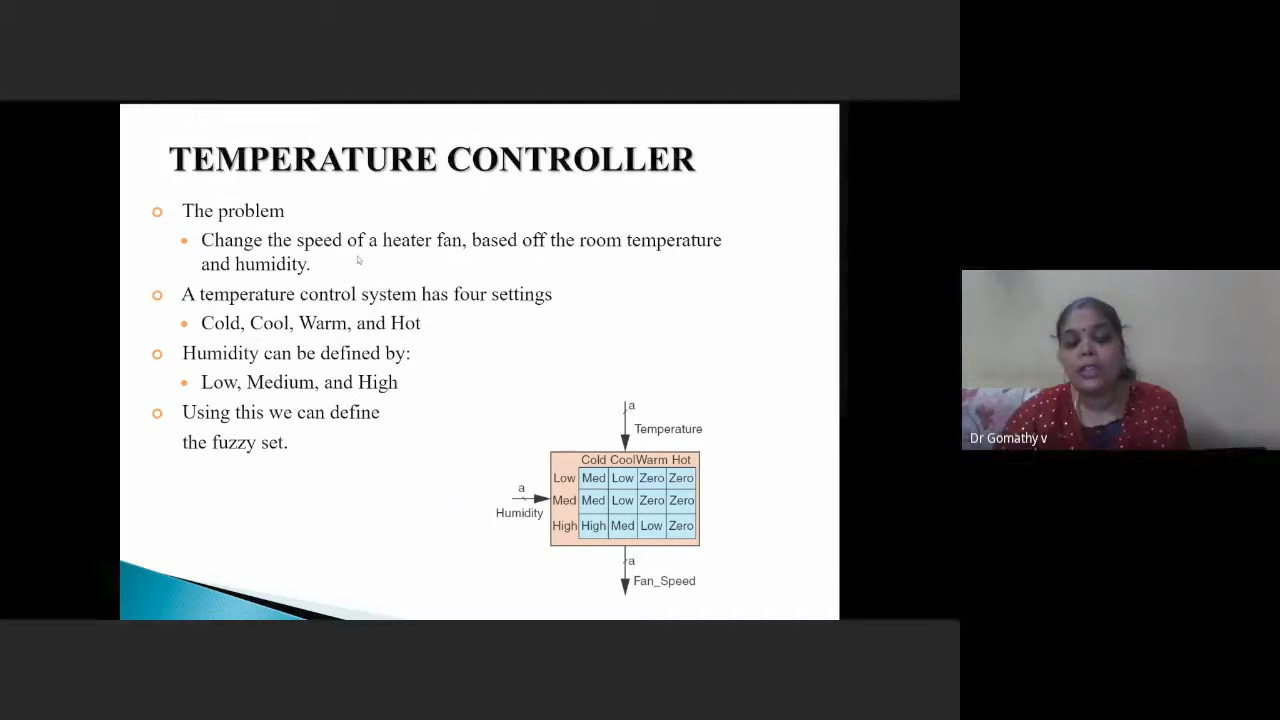 TEMPERATURE CONTROLLER
The problem
Change the speed of a heater fan, based off the room temperature
and humidity.
A temperature control system has four settings
Cold, Cool, Warm, and Hot
Humidity can be defined by:
Low, Medium, and High
Using this we can define
the fuzzy set.
a
Temperature
Cold Cool Warm Hot
Low Med Low Zero Zero
a
Humidity
Med Med Low Zero Zero
High High Med Low Zero
a
Fan_Speed
Dr Gomathy v